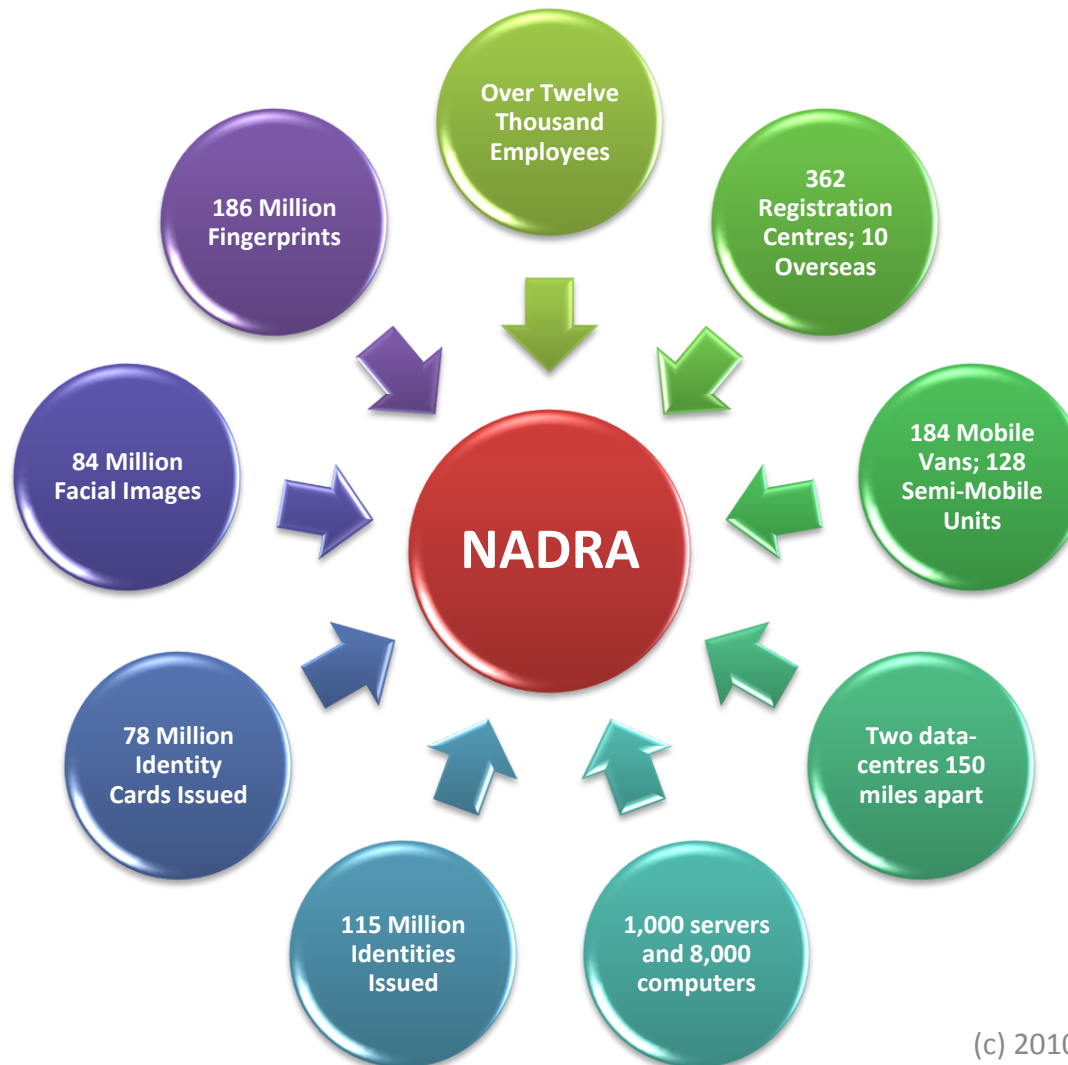 Over Twelve
Thousand
Employees
362
Registration
Centres; 10
Overseas
184 Mobile
Vans; 128
Semi-Mobile
Units
Two data-
centres 150
miles apart
1,000 servers
and 8,000
computers
115 Million
Identities
Issued
78 Million
Identity
Cards Issued
84 Million
Facial Images
186 Million
Fingerprints
NADRA
(c) 2010